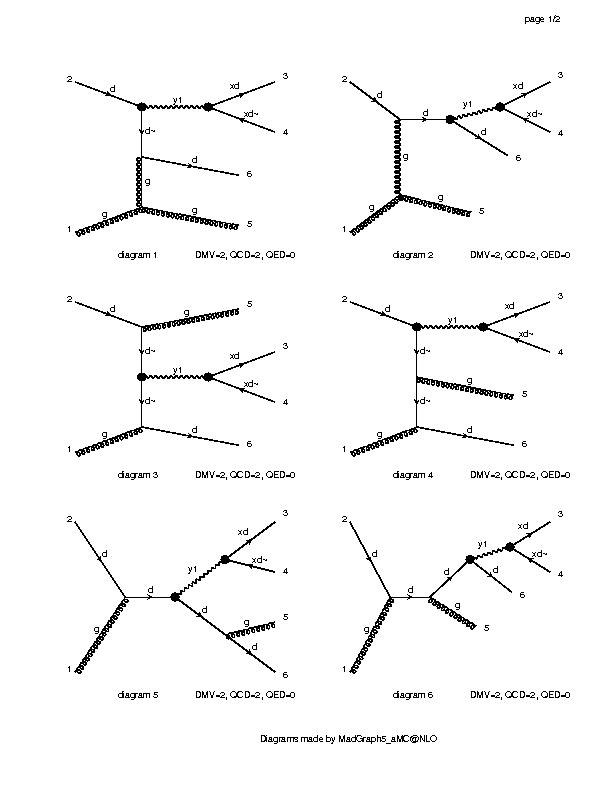 page 1/2
2 d y1 xd 3
xd~ 4
d~
d 6
g
g g 5
1
diagram 1 DMV=2, QCD=2, QED=0
2 d d y1 xd 3
xd~ 4
d 6
g
g g 5
1
diagram 2 DMV=2, QCD=2, QED=0
2 d g 5
d~ xd 3
y1
xd~ 4
d~
g d 6
1
diagram 3 DMV=2, QCD=2, QED=0
2 d y1 xd 3
xd~ 4
d~
g 5
d~
g d 6
1
diagram 4 DMV=2, QCD=2, QED=0
2 d d y1 xd 3
xd~ 4
d g 5
g d 6
1
diagram 5 DMV=2, QCD=2, QED=0
2 d d d y1 xd 3
xd~ 4
d 6
g g 5
1
diagram 6 DMV=2, QCD=2, QED=0
Diagrams made by MadGraph5_aMC@NLO